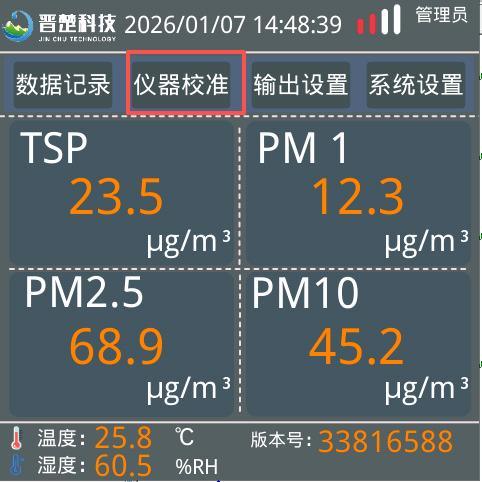 晋楚科技 2026/01/07 14:48:39 管理员
JIN CHU TECHNOLOGY
数据记录 仪器校准 输出设置 系统设置
TSP
23.5
μg/m³
PM 1
12.3
μg/m³
PM2.5
68.9
μg/m³
PM10
45.2
μg/m³
温度: 25.8 ℃
湿度: 60.5 %RH
版本号: 33816588